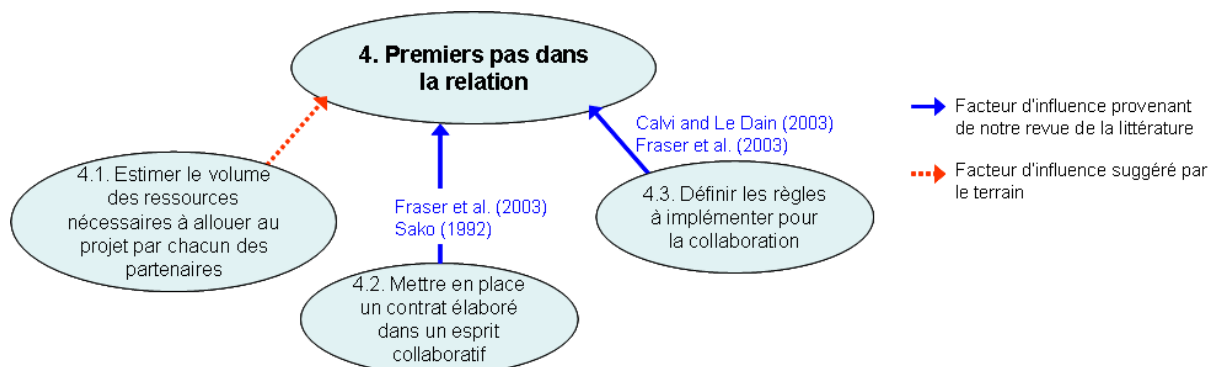 4. Premiers pas dans
la relation
Calvi and Le Dain (2003)
Fraser et al. (2003)
Facteur d'influence provenant
de notre revue de la littérature
Facteur d'influence suggéré par
le terrain
4.1. Estimer le volume
des ressources
nécessaires à allouer au
projet par chacun des
partenaires
Fraser et al. (2003)
Sako (1992)
4.3. Définir les règles
à implémenter pour
la collaboration
4.2. Mettre en place
un contrat élaboré
dans un esprit
collaboratif